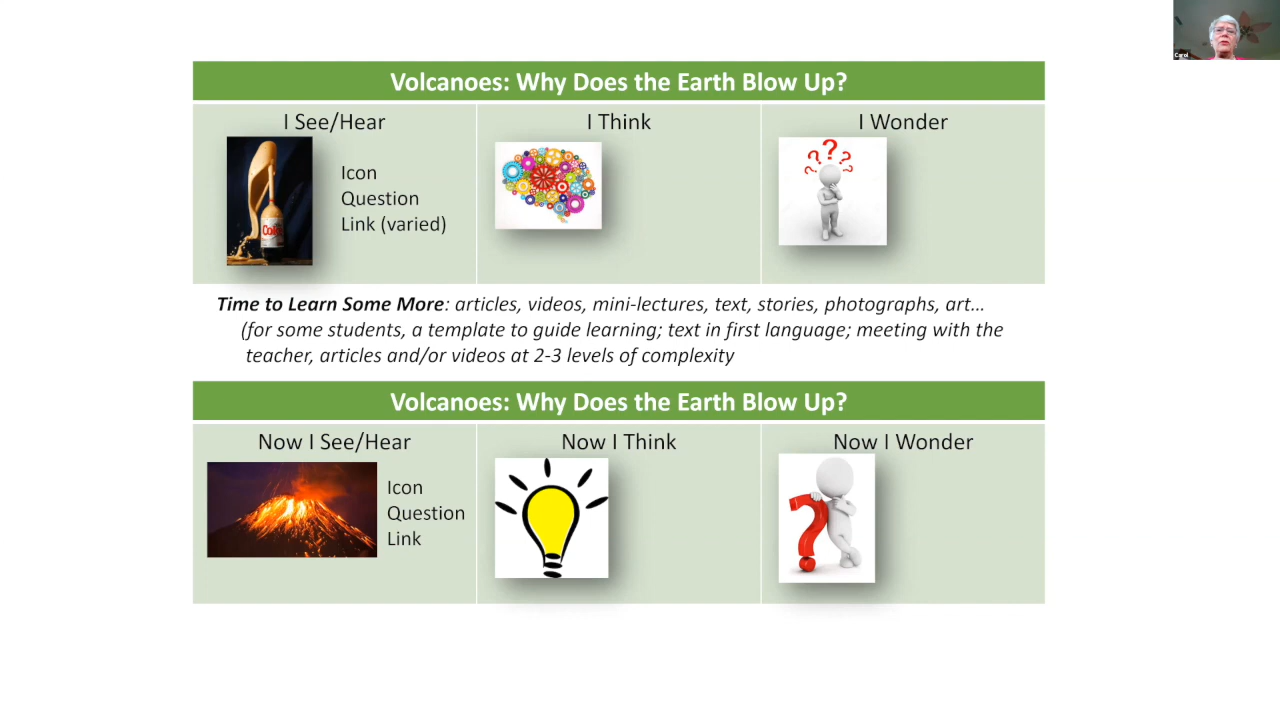 Volcanoes: Why Does the Earth Blow Up?
I See/Hear
I Think
I Wonder
Icon
Question
Link (varied)
Time to Learn Some More: articles, videos, mini-lectures, text, stories, photographs, art…
(for some students, a template to guide learning; text in first language; meeting with the
teacher, articles and/or videos at 2-3 levels of complexity
Volcanoes: Why Does the Earth Blow Up?
Now I See/Hear
Now I Think
Now I Wonder
Icon
Question
Link
Carol